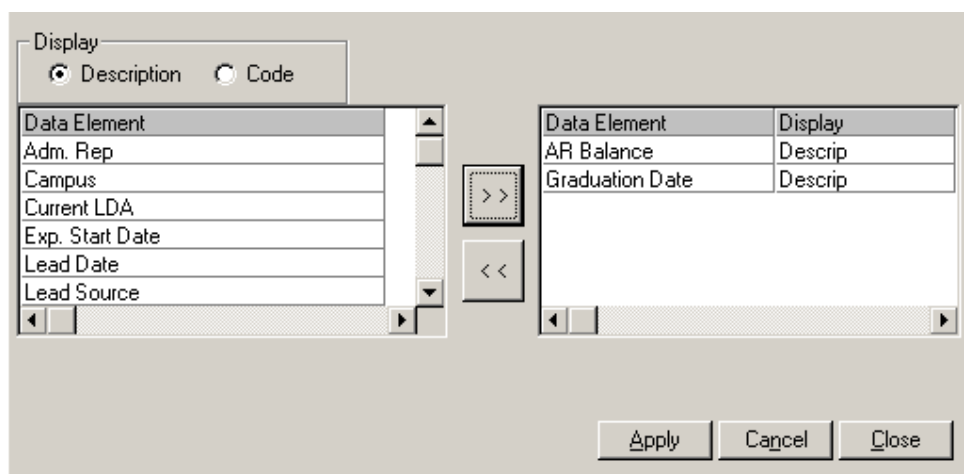 Display
Description Code
Data Element
Adm. Rep
Campus
Current LDA
Exp. Start Date
Lead Date
Lead Source
>>
<<
Data Element Display
AR Balance Descrip
Graduation Date Descrip
Apply Cancel Close